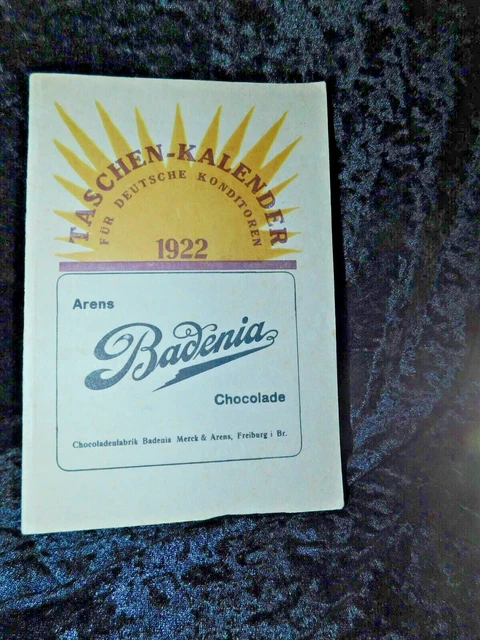 TASCHEN-KALENDER
FÜR DEUTSCHE KONDITOREN
1922
Arens
Badenia
Chocolade
Chocoladenfabrik Badenia Merck & Arens, Freiburg i Br.